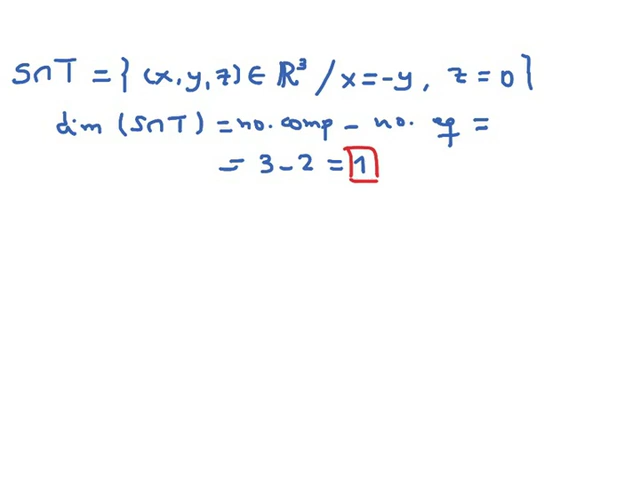 S∩T = { (x,y,z) ∈ ℝ³ / x = -y , z = 0 }
dim (S∩T) = no. comp - no. eq =
= 3 - 2 = 1